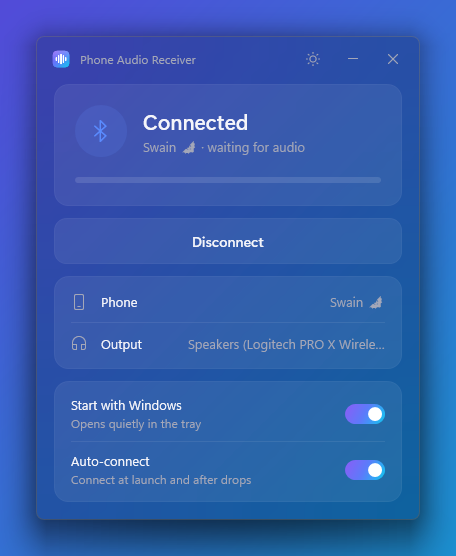 Phone Audio Receiver
Connected
Swain · waiting for audio
Disconnect
Phone Swain
Output Speakers (Logitech PRO X Wirele...
Start with Windows
Opens quietly in the tray
Auto-connect
Connect at launch and after drops